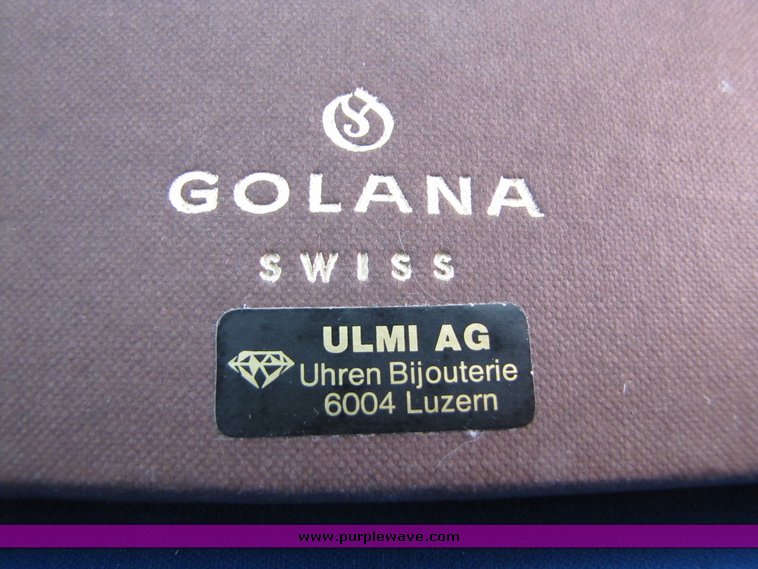 GOLANA
SWISS
ULMI AG
Uhren Bijouterie
6004 Luzern
www.purplewave.com